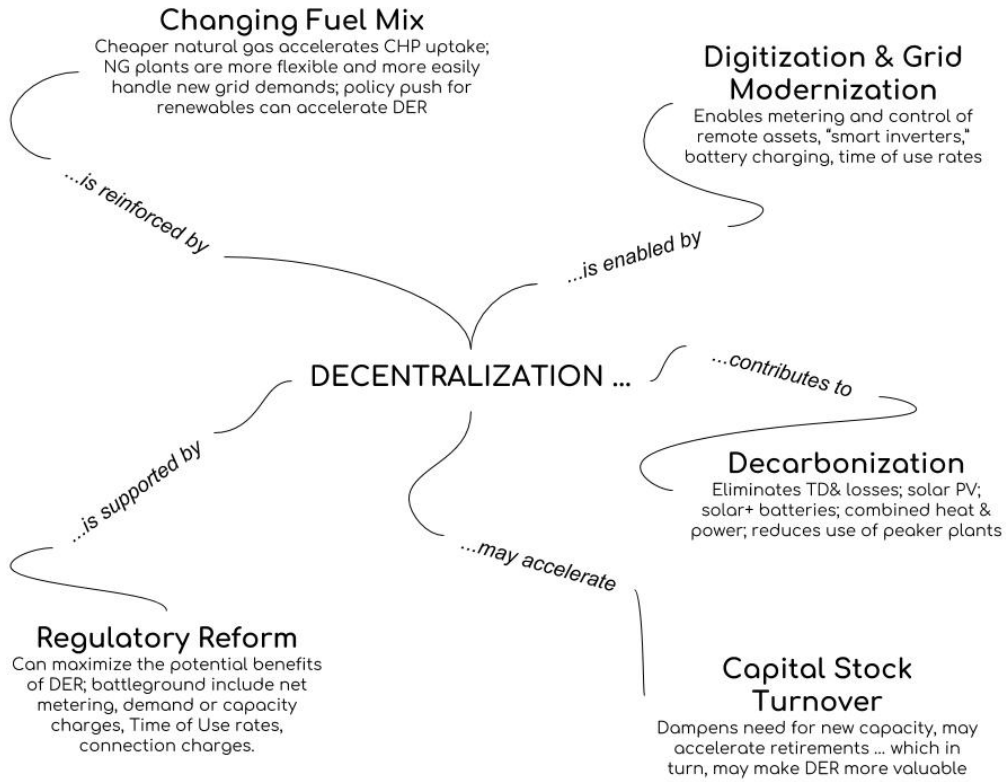 Changing Fuel Mix
Cheaper natural gas accelerates CHP uptake;
NG plants are more flexible and more easily
handle new grid demands; policy push for
renewables can accelerate DER
Digitization & Grid
Modernization
Enables metering and control of
remote assets, "smart inverters,"
battery charging, time of use rates
...is reinforced by
...is enabled by
DECENTRALIZATION ...
...contributes to
Decarbonization
Eliminates TD& losses; solar PV;
solar+ batteries; combined heat &
power; reduces use of peaker plants
...is supported by
...may accelerate
Regulatory Reform
Can maximize the potential benefits
of DER; battleground include net
metering, demand or capacity
charges, Time of Use rates,
connection charges.
Capital Stock
Turnover
Dampens need for new capacity, may
accelerate retirements ... which in
turn, may make DER more valuable